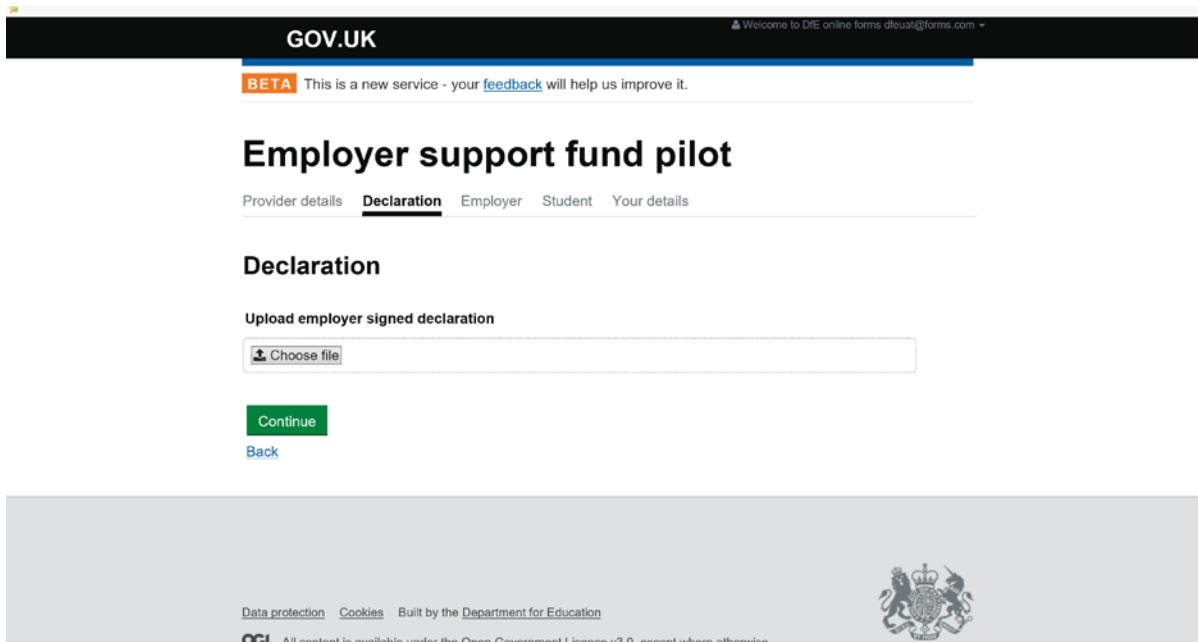 GOV.UK
Welcome to DfE online forms dfeuat@forms.com
BETA This is a new service - your feedback will help us improve it.
Employer support fund pilot
Provider details Declaration Employer Student Your details
Declaration
Upload employer signed declaration
Choose file
Continue
Back
Data protection Cookies Built by the Department for Education
OGL All content is available under the Open Government Licence v3.0, except where otherwise